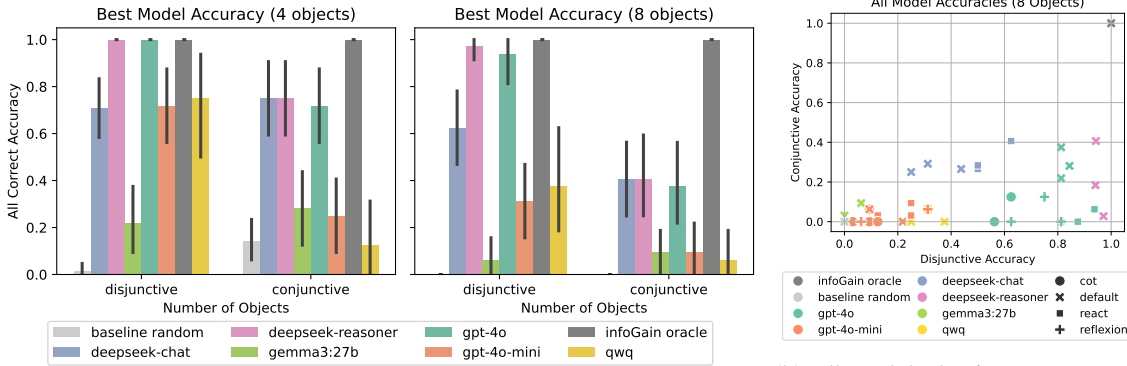 Best Model Accuracy (4 objects)
All Correct Accuracy
1.0
0.8
0.6
0.4
0.2
0.0
disjunctive
conjunctive
Number of Objects
Best Model Accuracy (8 objects)
disjunctive
conjunctive
Number of Objects
baseline random
deepseek-chat
deepseek-reasoner
gemma3:27b
gpt-4o
gpt-4o-mini
infoGain oracle
qwq
All Model Accuracies (8 Objects)
Conjunctive Accuracy
1.0
0.8
0.6
0.4
0.2
0.0
0.0 0.2 0.4 0.6 0.8 1.0
Disjunctive Accuracy
infoGain oracle
baseline random
gpt-4o
gpt-4o-mini
deepseek-chat
deepseek-reasoner
gemma3:27b
qwq
cot
default
react
reflexion